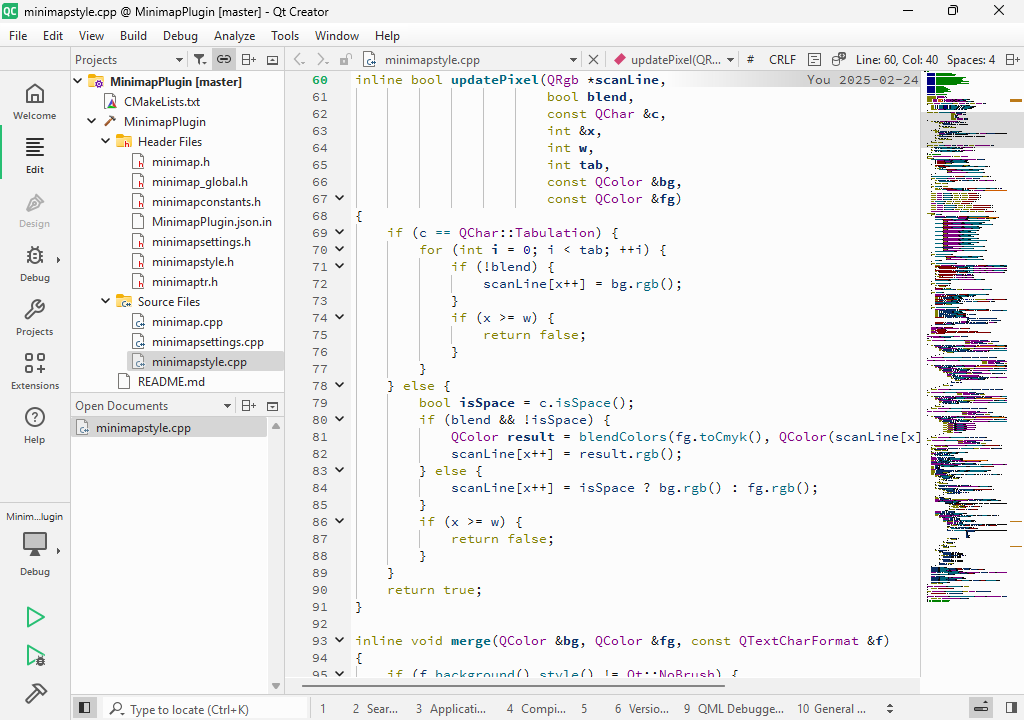 minimapstyle.cpp @ MinimapPlugin [master] - Qt Creator
File Edit View Build Debug Analyze Tools Window Help
Projects
minimapstyle.cpp
updatePixel(QR...
# CRLF Line: 60, Col: 40 Spaces: 4
Welcome
Edit
Design
Debug
Projects
Extensions
Help
Minim...lugin
Debug
MinimapPlugin [master]
CMakeLists.txt
MinimapPlugin
Header Files
minimap.h
minimap_global.h
minimapconstants.h
MinimapPlugin.json.in
minimapsettings.h
minimapstyle.h
minimaptr.h
Source Files
minimap.cpp
minimapsettings.cpp
minimapstyle.cpp
README.md
Open Documents
minimapstyle.cpp
60 inline bool updatePixel(QRgb *scanLine, You 2025-02-24
61 bool blend,
62 const QChar &c,
63 int &x,
64 int w,
65 int tab,
66 const QColor &bg,
67 const QColor &fg)
68 {
69 if (c == QChar::Tabulation) {
70 for (int i = 0; i < tab; ++i) {
71 if (!blend) {
72 scanLine[x++] = bg.rgb();
73 }
74 if (x >= w) {
75 return false;
76 }
77 }
78 } else {
79 bool isSpace = c.isSpace();
80 if (blend && !isSpace) {
81 QColor result = blendColors(fg.toCmyk(), QColor(scanLine[x]
82 scanLine[x++] = result.rgb();
83 } else {
84 scanLine[x++] = isSpace ? bg.rgb() : fg.rgb();
85 }
86 if (x >= w) {
87 return false;
88 }
89 }
90 return true;
91 }
92
93 inline void merge(QColor &bg, QColor &fg, const QTextCharFormat &f)
94 {
95 if (f.background().style() != Qt::NoBrush) {
Type to locate (Ctrl+K)
1 2 Sear... 3 Applicati... 4 Compi... 5 6 Versio... 9 QML Debugge... 10 General ...